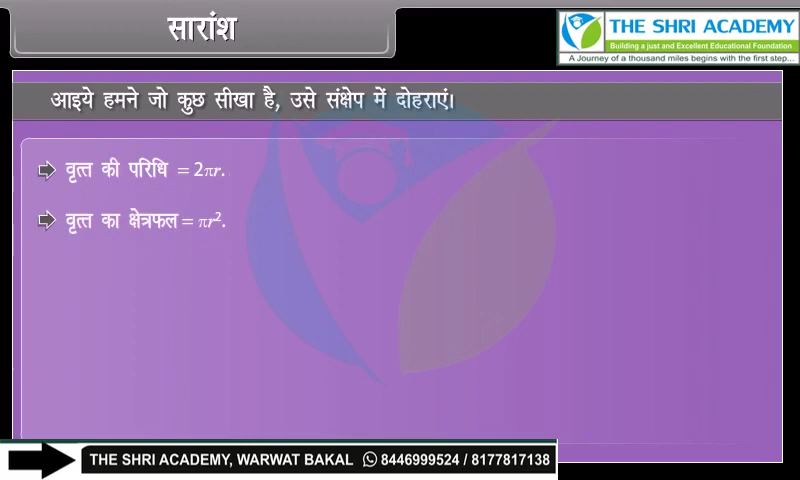 सारांश
THE SHRI ACADEMY
Building a just and Excellent Educational Foundation
A Journey of a thousand miles begins with the first step...
आइये हमने जो कुछ सीखा है, उसे संक्षेप में दोहराएं।
वृत्त की परिधि = 2πr.
वृत्त का क्षेत्रफल = πr².
THE SHRI ACADEMY, WARWAT BAKAL 8446999524 / 8177817138